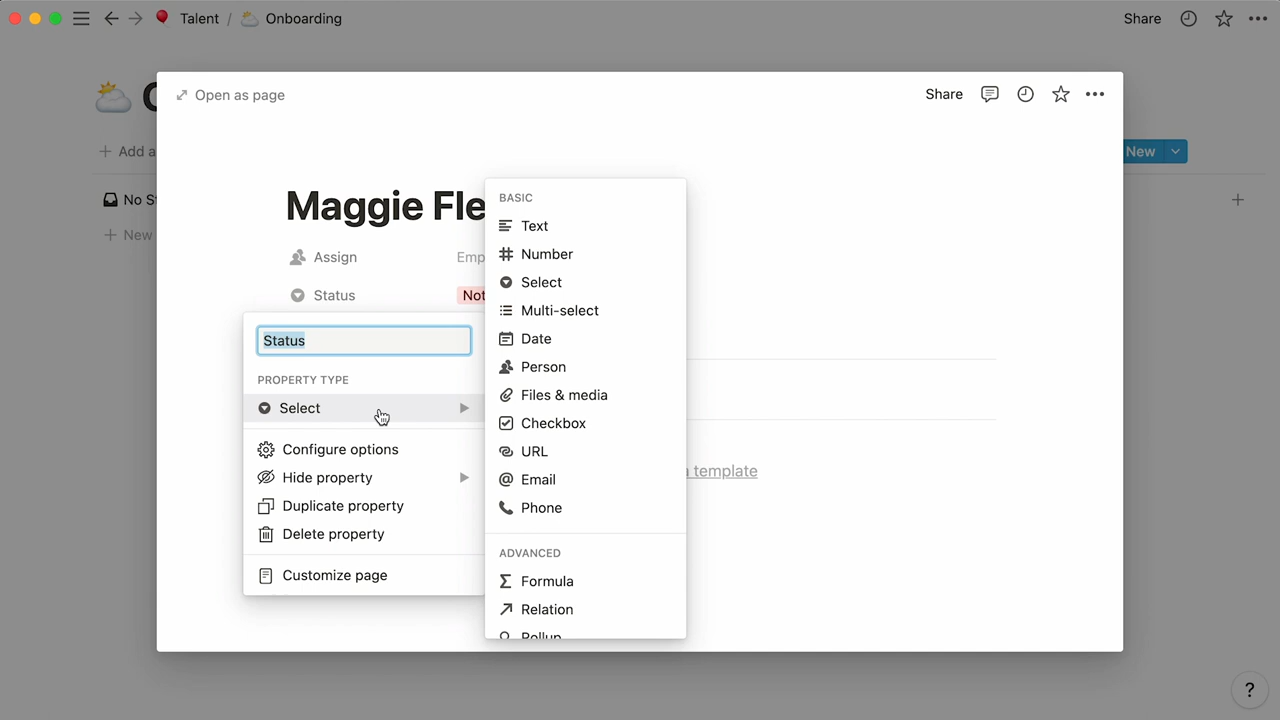 Talent / Onboarding
Share
Open as page
Share
Add a
New
No S
New
Maggie Fle
Assign
Emp
Status
Not
Status
PROPERTY TYPE
Select
Configure options
Hide property
Duplicate property
Delete property
Customize page
BASIC
Text
Number
Select
Multi-select
Date
Person
Files & media
Checkbox
URL
@ Email
Phone
ADVANCED
Formula
Relation
Rollup
a template
?